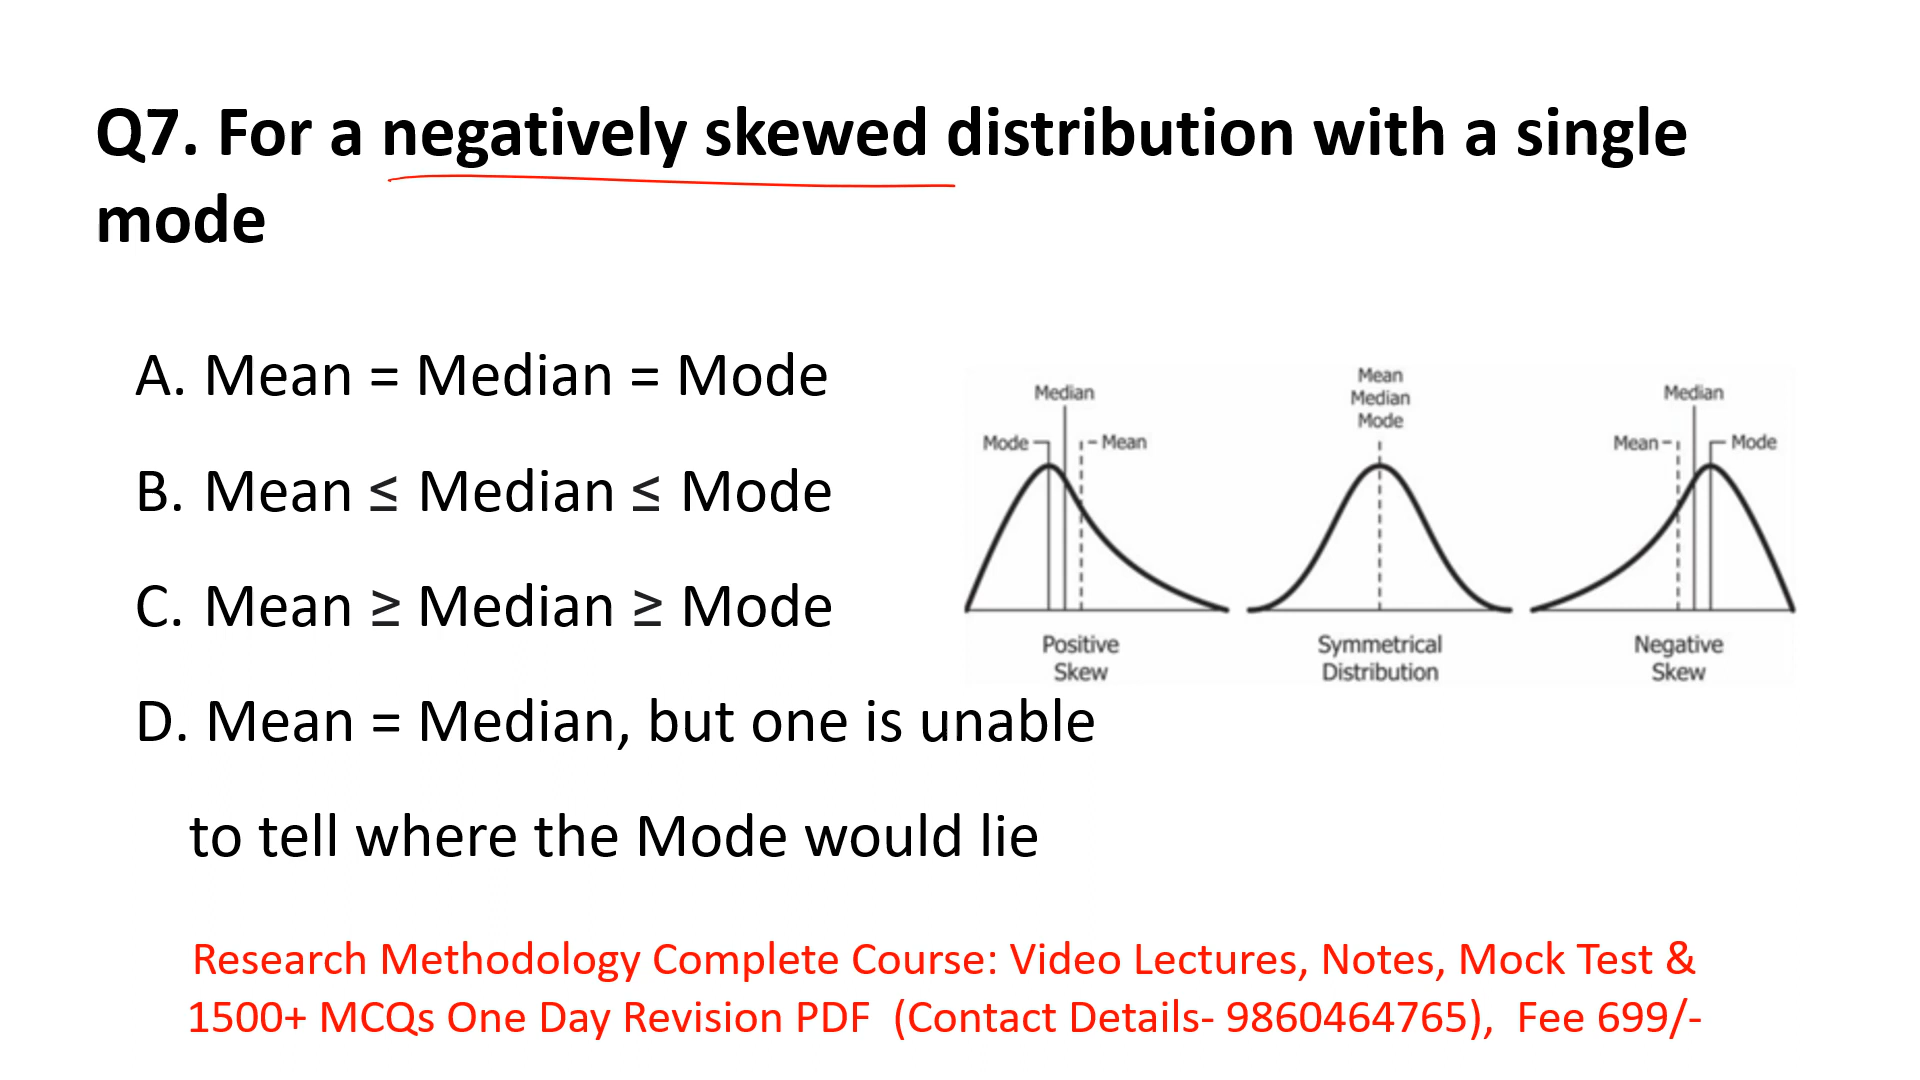 Q7. For a negatively skewed distribution with a single
mode
A. Mean = Median = Mode
B. Mean ≤ Median ≤ Mode
C. Mean ≥ Median ≥ Mode
D. Mean = Median, but one is unable
to tell where the Mode would lie
Median
Mode
Mean
Positive
Skew
Mean
Median
Mode
Symmetrical
Distribution
Median
Mean
Mode
Negative
Skew
Research Methodology Complete Course: Video Lectures, Notes, Mock Test &
1500+ MCQs One Day Revision PDF (Contact Details- 9860464765), Fee 699/-